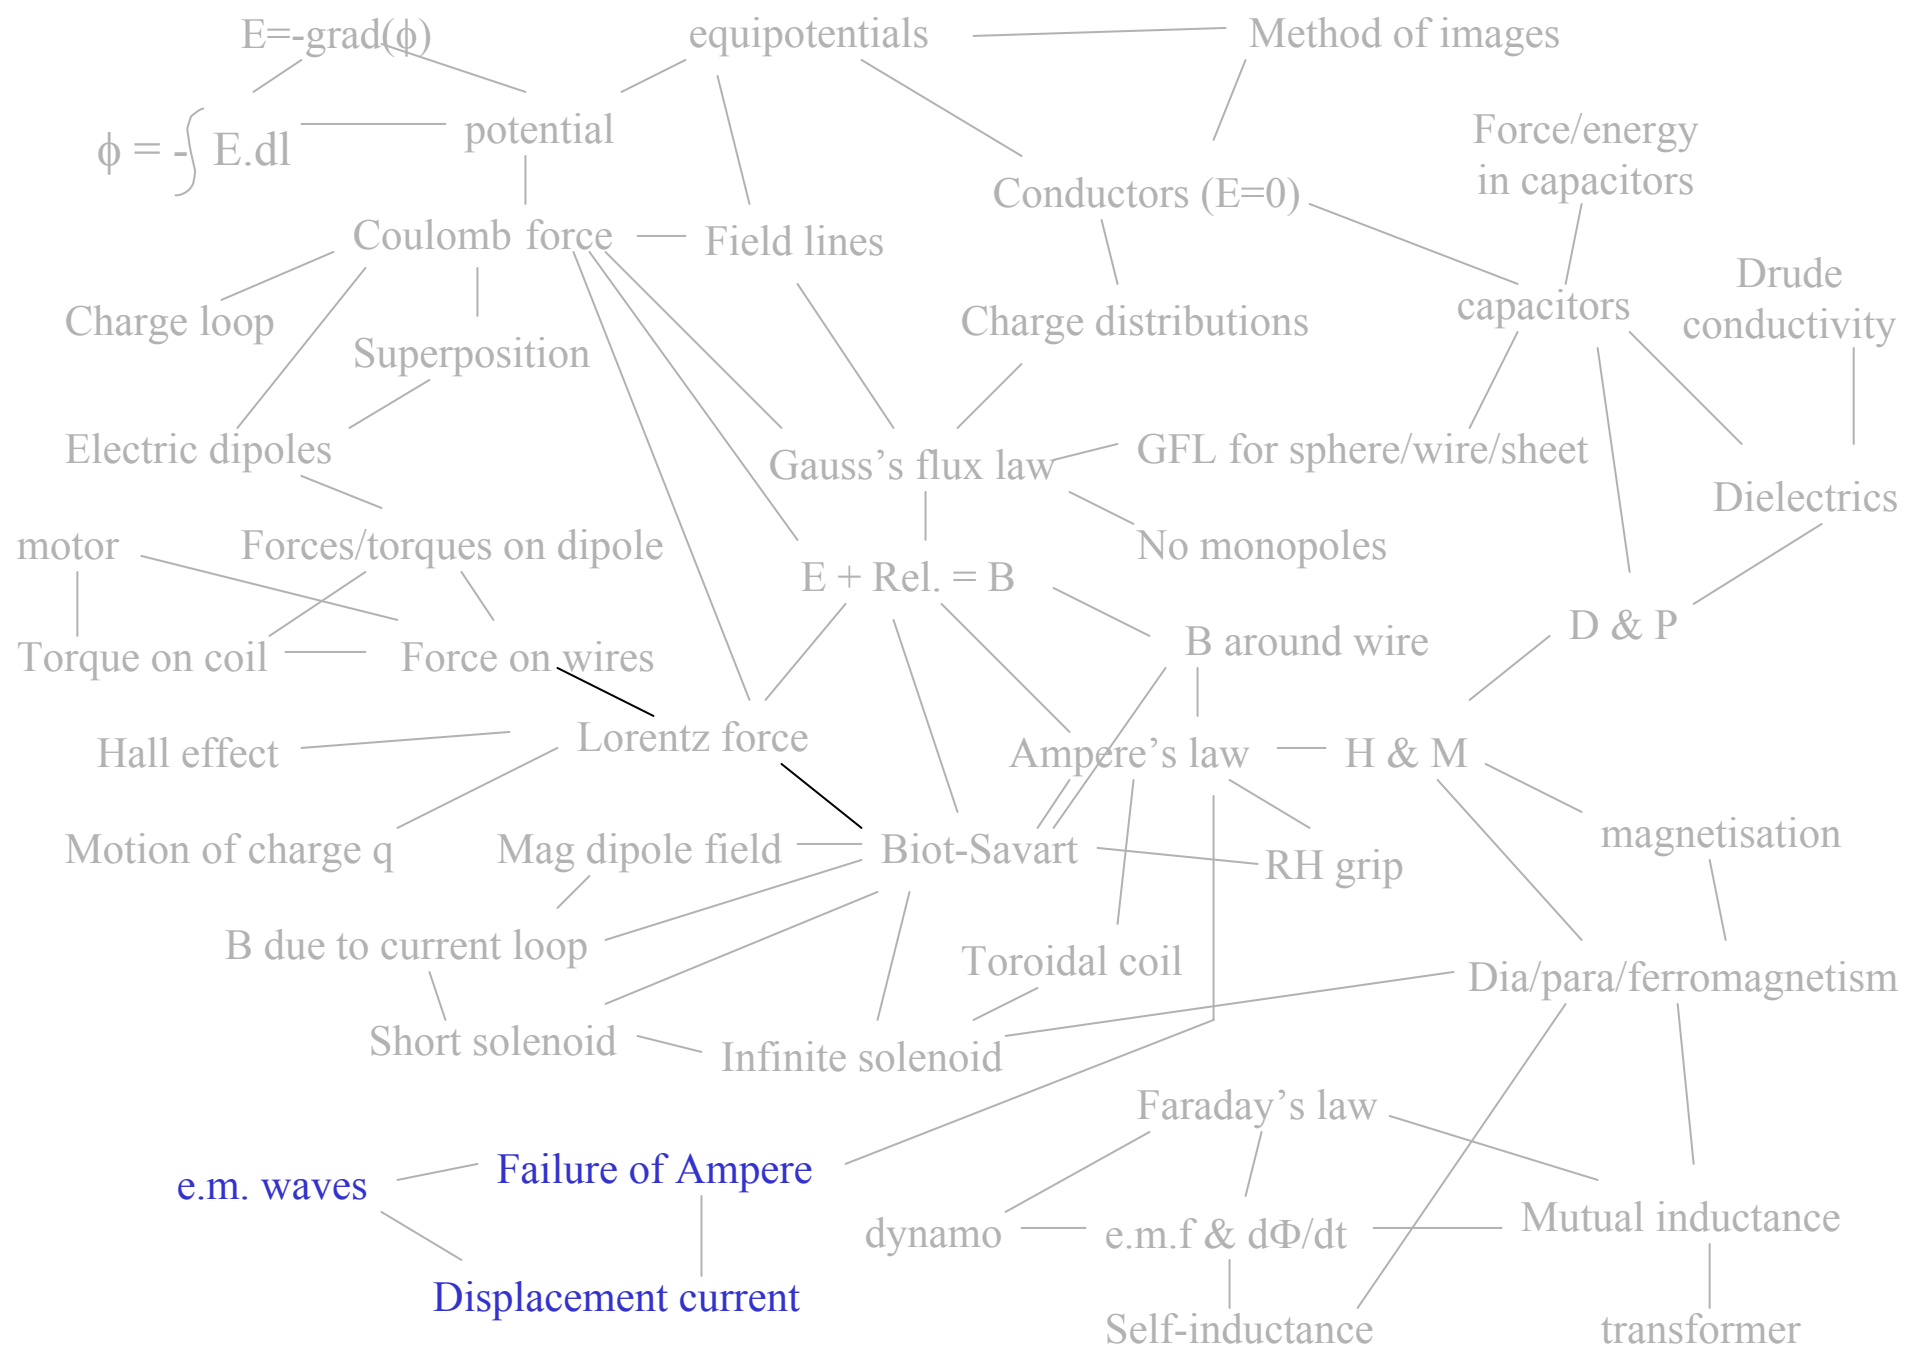 E=-grad(ϕ)
equipotentials
Method of images
ϕ = -∫ E.dl
potential
Force/energy
in capacitors
Conductors (E=0)
Coulomb force
Field lines
Drude
conductivity
Charge loop
Charge distributions
capacitors
Superposition
Electric dipoles
Gauss’s flux law
GFL for sphere/wire/sheet
Dielectrics
motor
Forces/torques on dipole
No monopoles
E + Rel. = B
D & P
Torque on coil
Force on wires
B around wire
Hall effect
Lorentz force
Ampere’s law
H & M
Motion of charge q
Mag dipole field
Biot-Savart
RH grip
magnetisation
B due to current loop
Toroidal coil
Dia/para/ferromagnetism
Short solenoid
Infinite solenoid
Faraday’s law
e.m. waves
Failure of Ampere
dynamo
e.m.f & dΦ/dt
Mutual inductance
Displacement current
Self-inductance
transformer